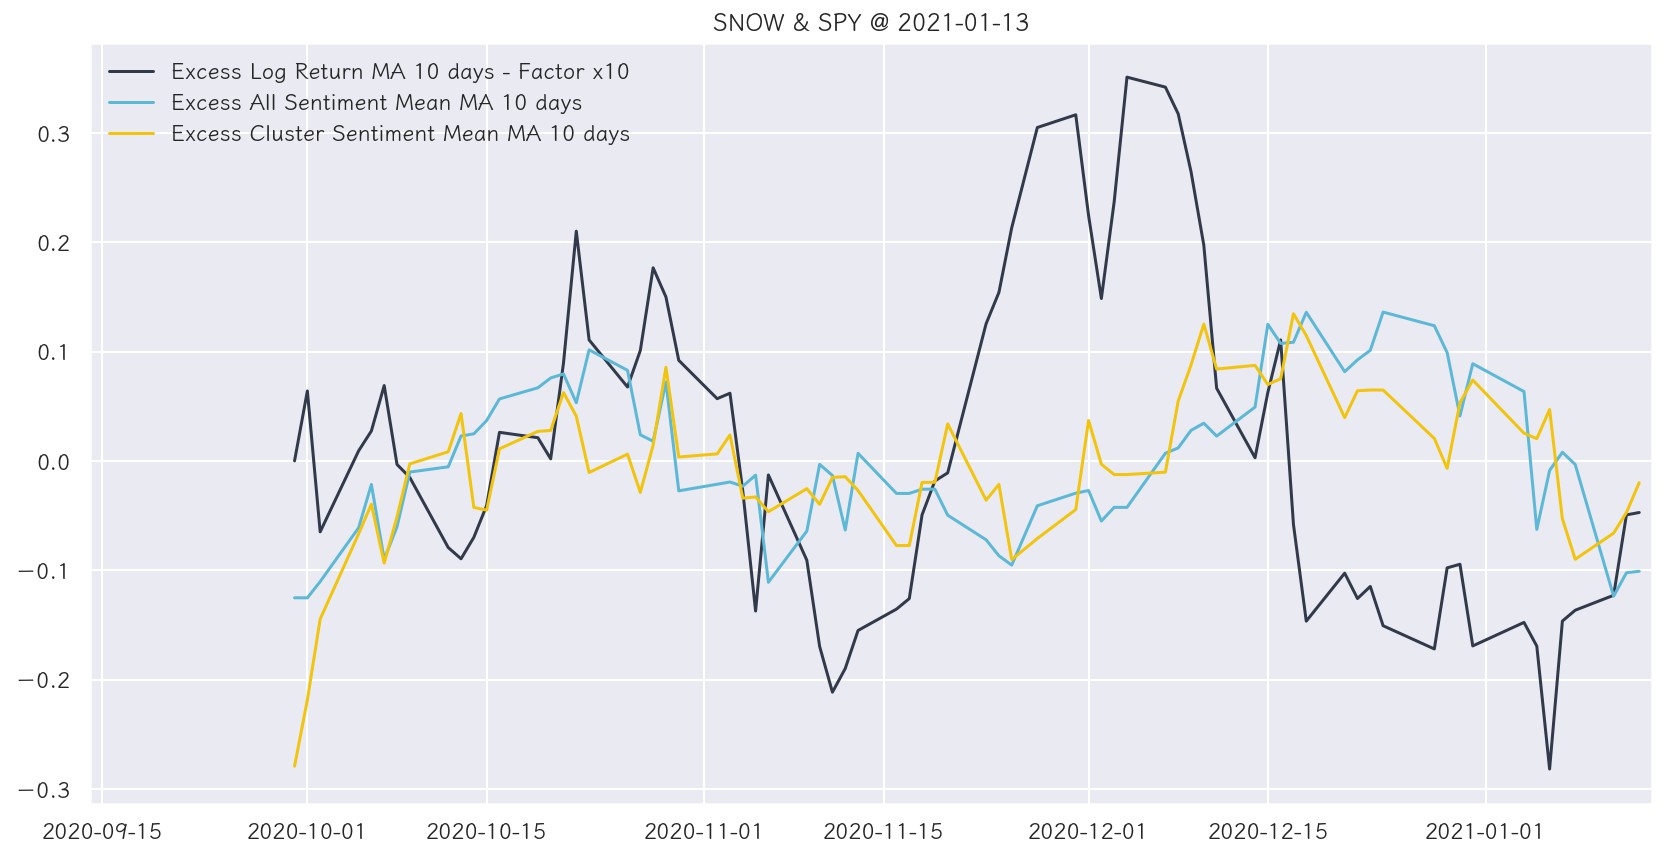 SNOW & SPY @ 2021-01-13
Excess Log Return MA 10 days - Factor x10
Excess All Sentiment Mean MA 10 days
Excess Cluster Sentiment Mean MA 10 days
0.3
0.2
0.1
0.0
−0.1
−0.2
−0.3
2020-09-15 2020-10-01 2020-10-15 2020-11-01 2020-11-15 2020-12-01 2020-12-15 2021-01-01